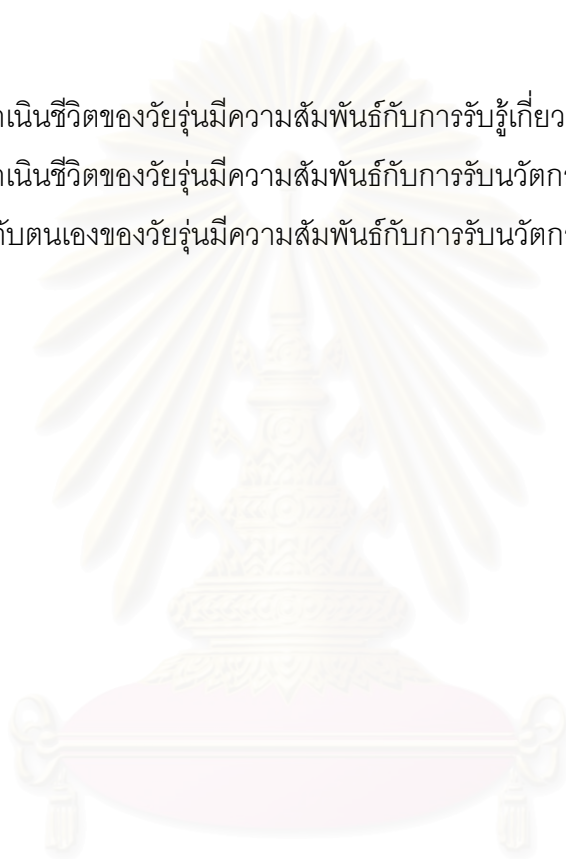 เนินชีวิตของวัยรุ่นมีความสัมพันธ์กับการรับรู้เกี่ยว
เนินชีวิตของวัยรุ่นมีความสัมพันธ์กับการรับนวัตก
กับตนเองของวัยรุ่นมีความสัมพันธ์กับการรับนวัตก